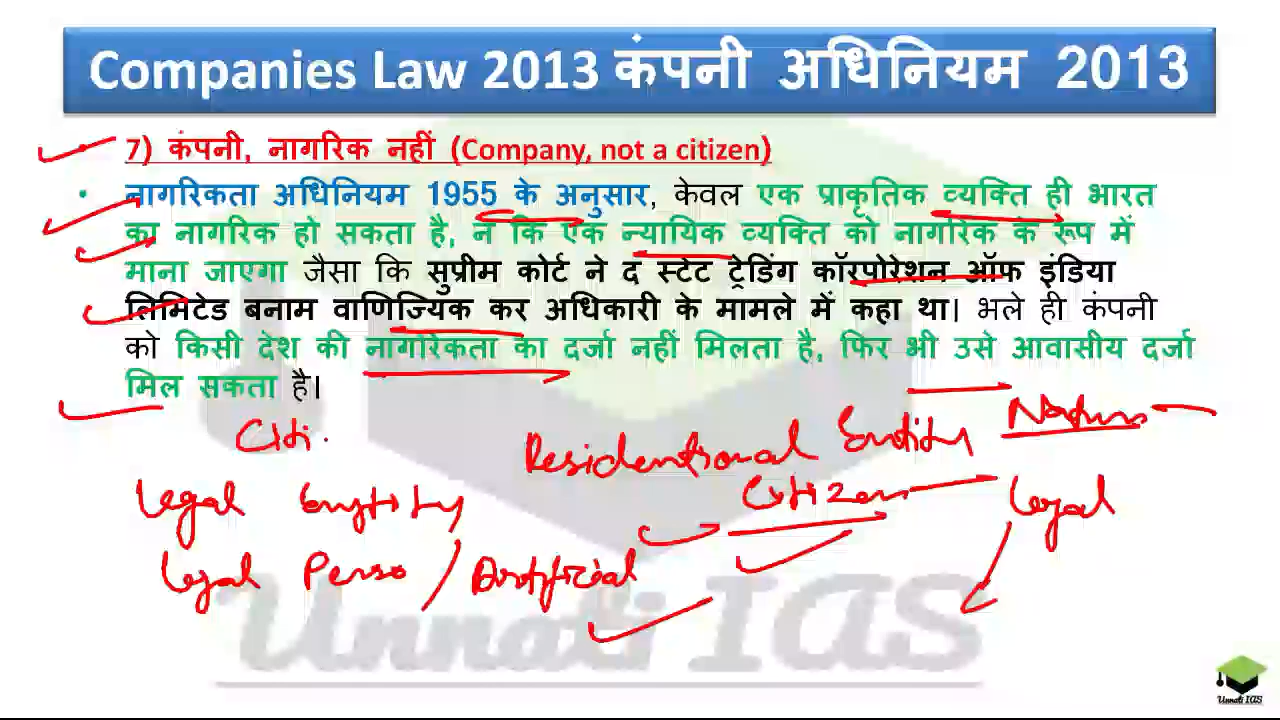 Companies Law 2013 कंपनी अधिनियम 2013
7) कंपनी, नागरिक नहीं (Company, not a citizen)
• नागरिकता अधिनियम 1955 के अनुसार, केवल एक प्राकृतिक व्यक्ति ही भारत
का नागरिक हो सकता है, न कि एक न्यायिक व्यक्ति को नागरिक के रूप में
माना जाएगा जैसा कि सुप्रीम कोर्ट ने द स्टेट ट्रेडिंग कॉरपोरेशन ऑफ इंडिया
लिमिटेड बनाम वाणिज्यिक कर अधिकारी के मामले में कहा था। भले ही कंपनी
को किसी देश की नागरिकता का दर्जा नहीं मिलता है, फिर भी उसे आवासीय दर्जा
मिल सकता है।
Citi.
Entity
Citizen
Legal
Legal
Legal Perso / Artificial
Unnati IAS
Unnati IAS